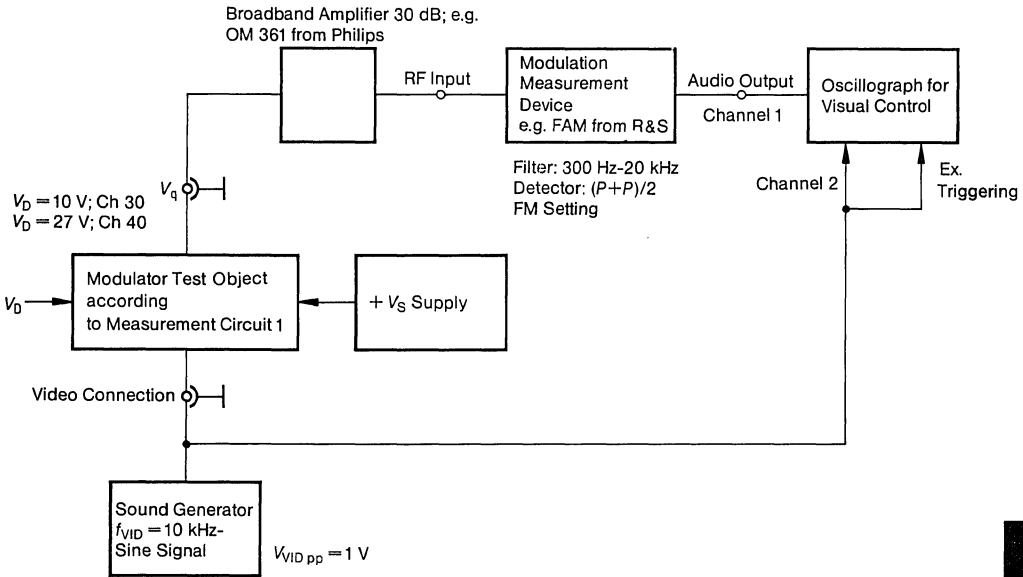 Broadband Amplifier 30 dB; e.g.
OM 361 from Philips
RF Input
Modulation
Measurement
Device
e.g. FAM from R&S
Audio Output
Channel 1
Oscillograph for
Visual Control
Filter: 300 Hz-20 kHz
Detector: (P+P)/2
FM Setting
Channel 2
Ex.
Triggering
Vq
VD = 10 V; Ch 30
VD = 27 V; Ch 40
VD
Modulator Test Object
according
to Measurement Circuit 1
+ VS Supply
Video Connection
Sound Generator
fVID = 10 kHz-
Sine Signal
VVID pp = 1 V